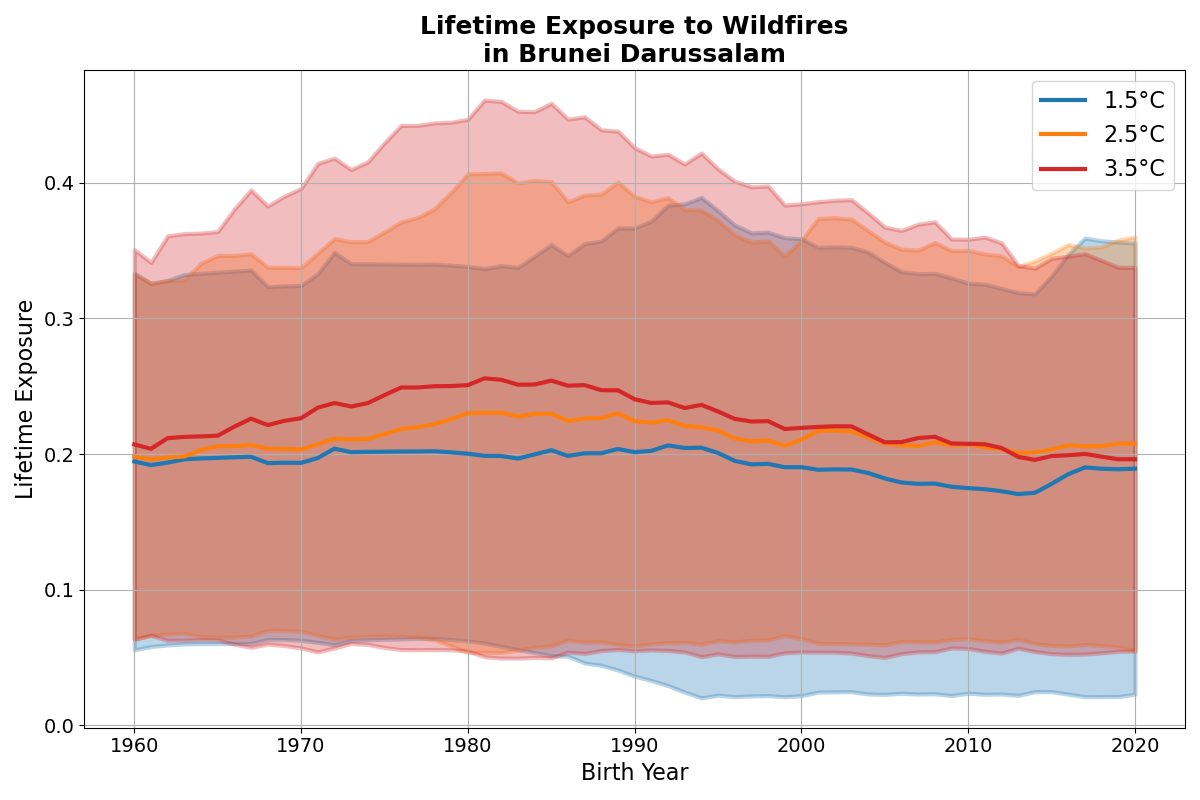 Lifetime Exposure to Wildfires
in Brunei Darussalam
1.5°C
2.5°C
3.5°C
Lifetime Exposure
0.4
0.3
0.2
0.1
0.0
1960
1970
1980
1990
2000
2010
2020
Birth Year